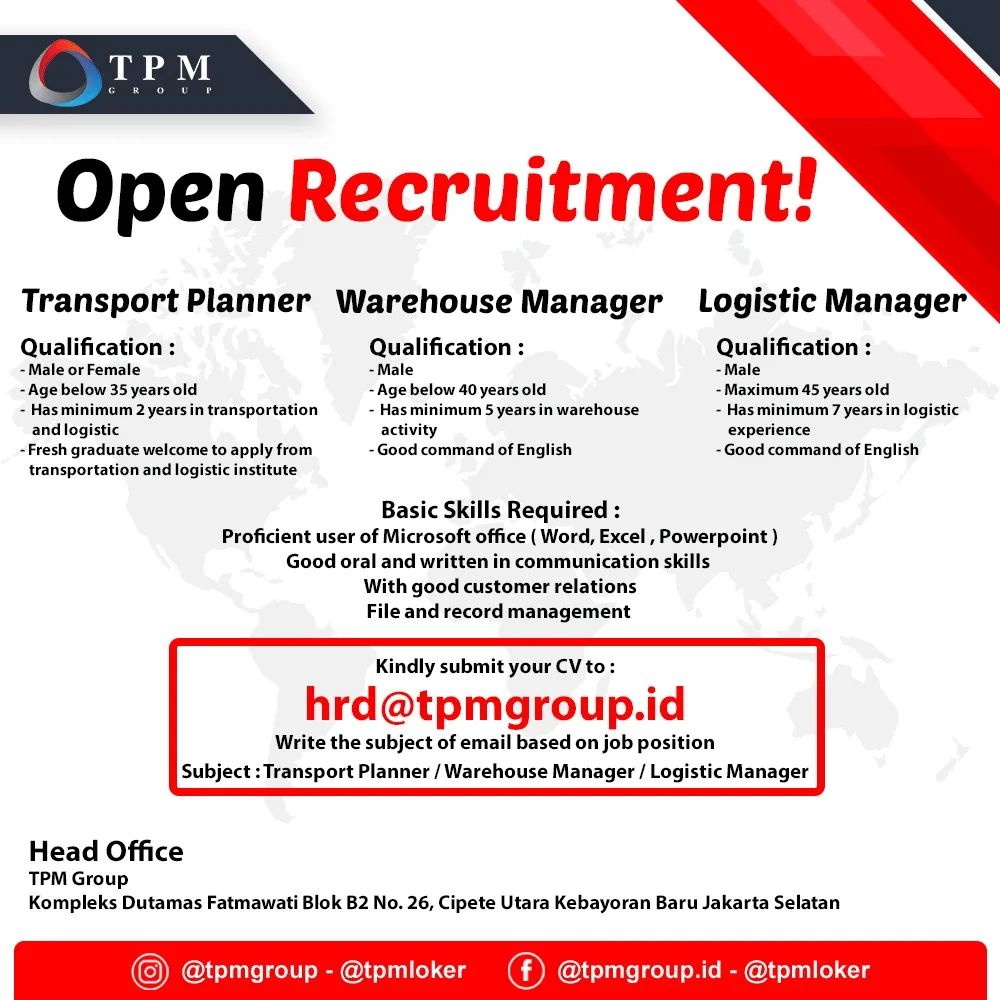 TPM
GROUP
Open Recruitment!
Transport Planner
Qualification :
- Male or Female
- Age below 35 years old
- Has minimum 2 years in transportation
and logistic
- Fresh graduate welcome to apply from
transportation and logistic institute
Warehouse Manager
Qualification :
- Male
- Age below 40 years old
- Has minimum 5 years in warehouse
activity
- Good command of English
Logistic Manager
Qualification :
- Male
- Maximum 45 years old
- Has minimum 7 years in logistic
experience
- Good command of English
Basic Skills Required :
Proficient user of Microsoft office ( Word, Excel , Powerpoint )
Good oral and written in communication skills
With good customer relations
File and record management
Kindly submit your CV to :
hrd@tpmgroup.id
Write the subject of email based on job position
Subject : Transport Planner / Warehouse Manager / Logistic Manager
Head Office
TPM Group
Kompleks Dutamas Fatmawati Blok B2 No. 26, Cipete Utara Kebayoran Baru Jakarta Selatan
@tpmgroup - @tpmloker
@tpmgroup.id - @tpmloker